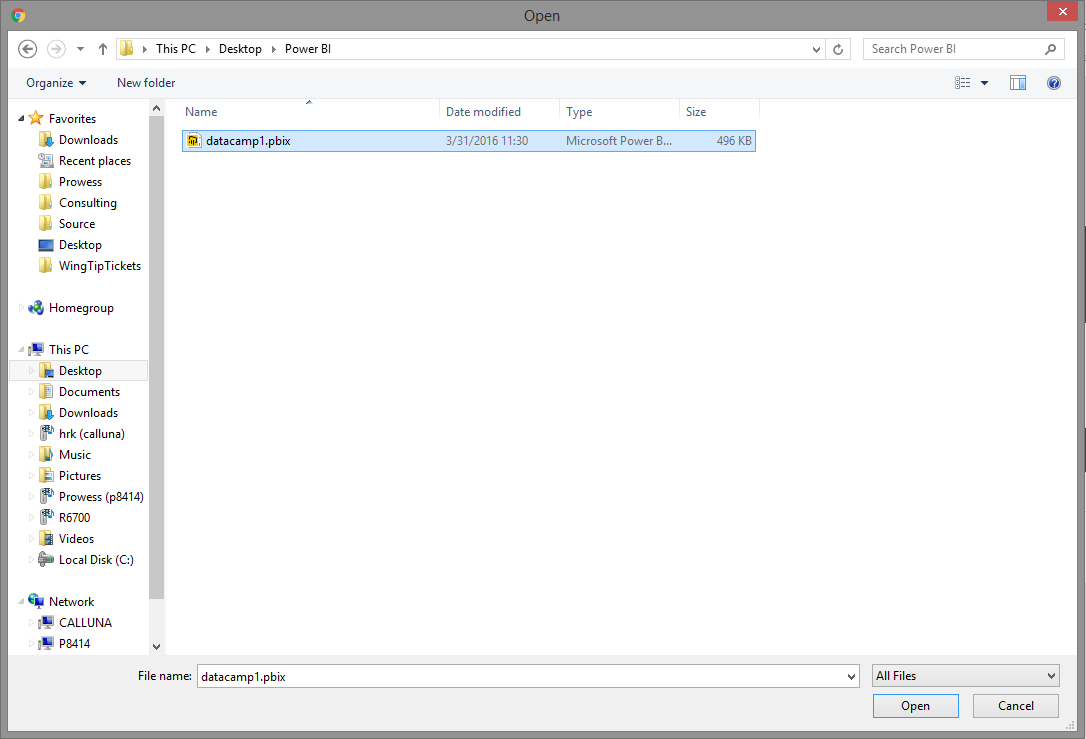 Open
This PC Desktop Power BI
Search Power BI
Organize New folder
Name Date modified Type Size
datacamp1.pbix 3/31/2016 11:30 Microsoft Power B... 496 KB
Favorites
Downloads
Recent places
Prowess
Consulting
Source
Desktop
WingTipTickets
Homegroup
This PC
Desktop
Documents
Downloads
hrk (calluna)
Music
Pictures
Prowess (p8414)
R6700
Videos
Local Disk (C:)
Network
CALLUNA
P8414
File name: datacamp1.pbix All Files
Open Cancel